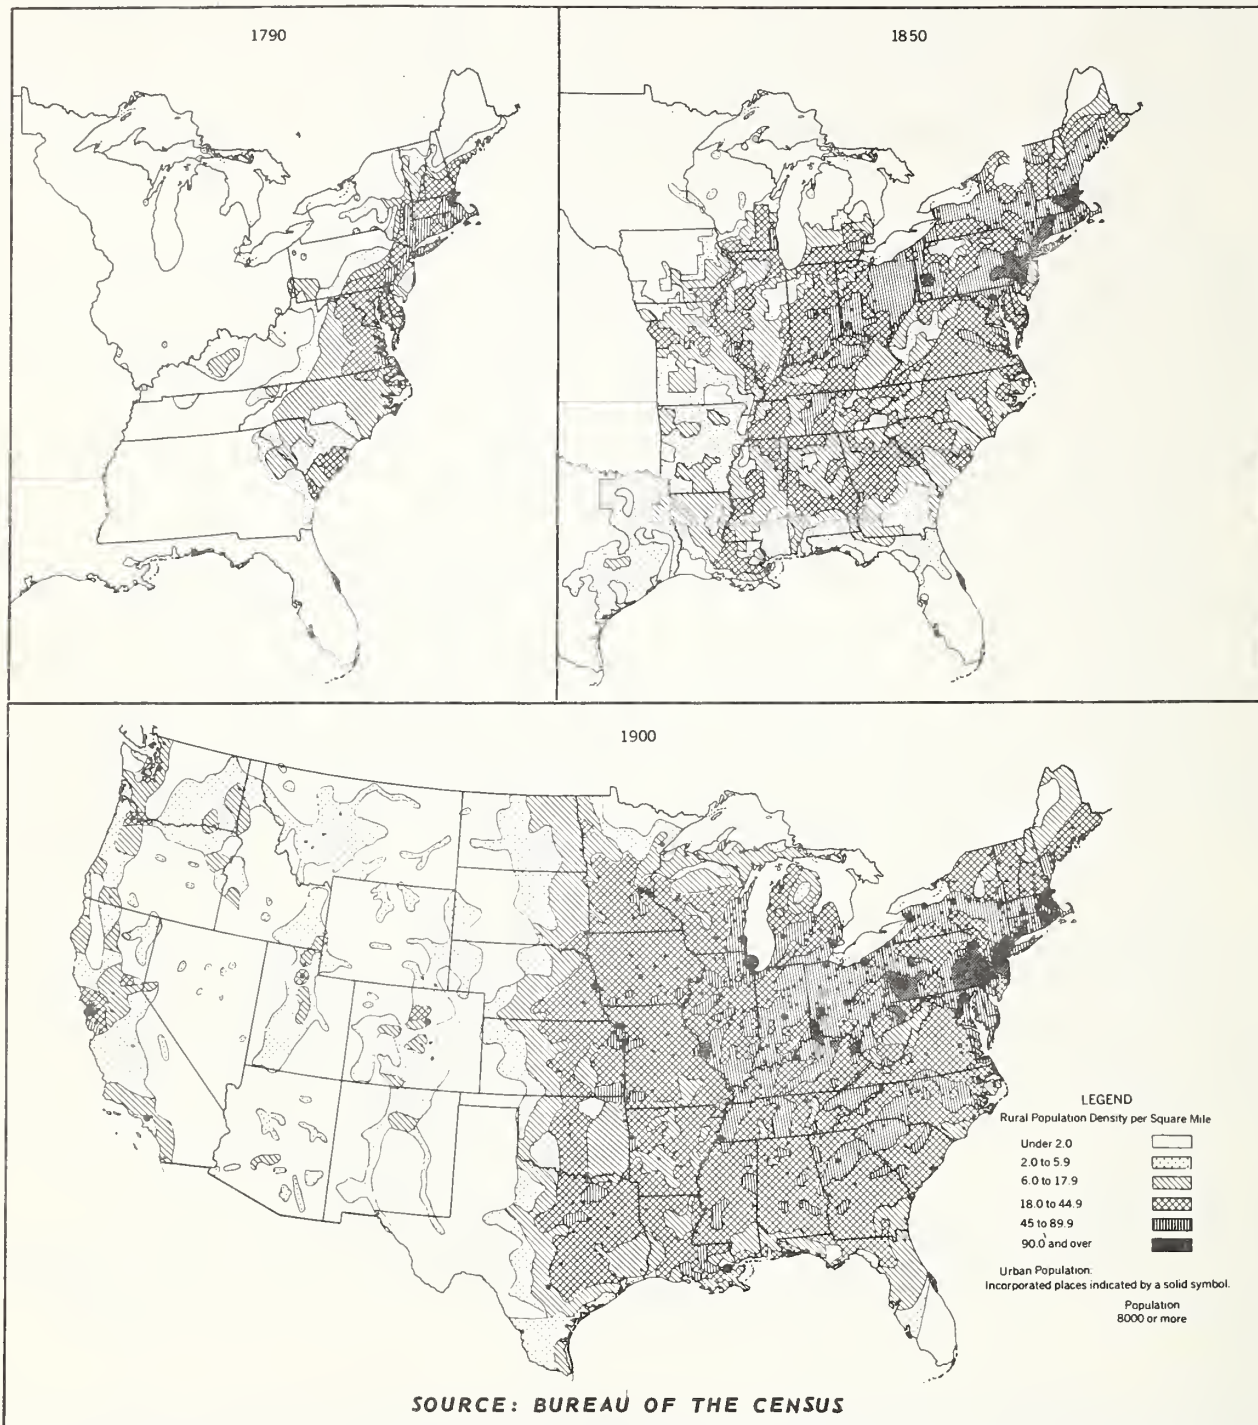 1790
1850
1900
LEGEND
Rural Population Density per Square Mile
Under 2.0
2.0 to 5.9
6.0 to 17.9
18.0 to 44.9
45 to 89.9
90.0 and over
Urban Population:
Incorporated places indicated by a solid symbol.
Population
8000 or more
SOURCE: BUREAU OF THE CENSUS